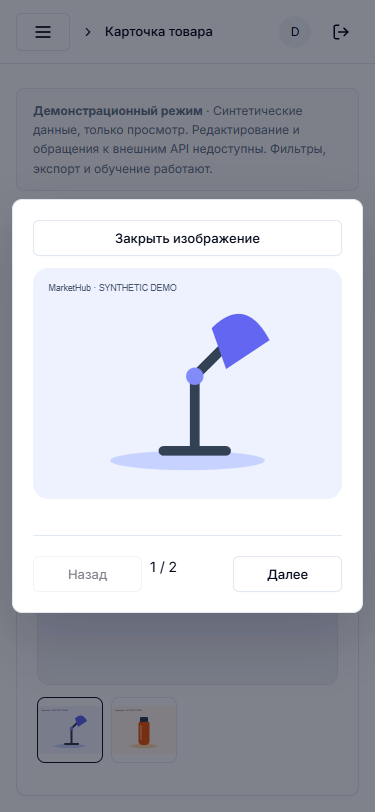 Карточка товара
D
Демонстрационный режим · Синтетические
данные, только просмотр. Редактирование и
обращения к внешним API недоступны. Фильтры,
экспорт и обучение работают.
Закрыть изображение
MarketHub · SYNTHETIC DEMO
Назад
1 / 2
Далее